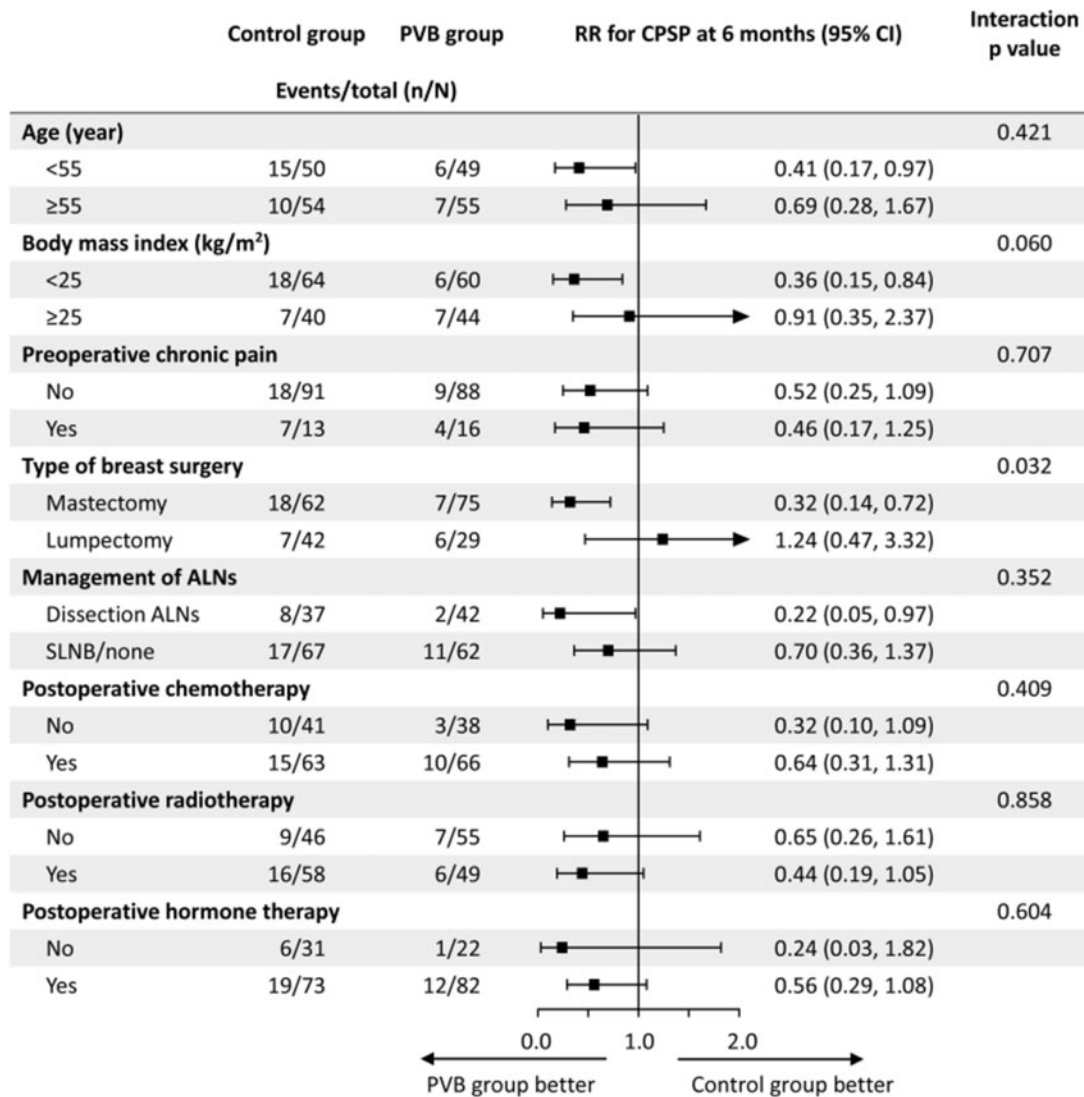 Control group PVB group RR for CPSP at 6 months (95% CI) Interaction p value
Events/total (n/N)
Age (year) 0.421
<55 15/50 6/49 0.41 (0.17, 0.97)
≥55 10/54 7/55 0.69 (0.28, 1.67)
Body mass index (kg/m²) 0.060
<25 18/64 6/60 0.36 (0.15, 0.84)
≥25 7/40 7/44 0.91 (0.35, 2.37)
Preoperative chronic pain 0.707
No 18/91 9/88 0.52 (0.25, 1.09)
Yes 7/13 4/16 0.46 (0.17, 1.25)
Type of breast surgery 0.032
Mastectomy 18/62 7/75 0.32 (0.14, 0.72)
Lumpectomy 7/42 6/29 1.24 (0.47, 3.32)
Management of ALNs 0.352
Dissection ALNs 8/37 2/42 0.22 (0.05, 0.97)
SLNB/none 17/67 11/62 0.70 (0.36, 1.37)
Postoperative chemotherapy 0.409
No 10/41 3/38 0.32 (0.10, 1.09)
Yes 15/63 10/66 0.64 (0.31, 1.31)
Postoperative radiotherapy 0.858
No 9/46 7/55 0.65 (0.26, 1.61)
Yes 16/58 6/49 0.44 (0.19, 1.05)
Postoperative hormone therapy 0.604
No 6/31 1/22 0.24 (0.03, 1.82)
Yes 19/73 12/82 0.56 (0.29, 1.08)
0.0 1.0 2.0
PVB group better Control group better